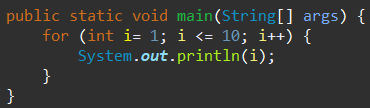 public static void main(String[] args) {
    for (int i= 1; i <= 10; i++) {
        System.out.println(i);
    }
}